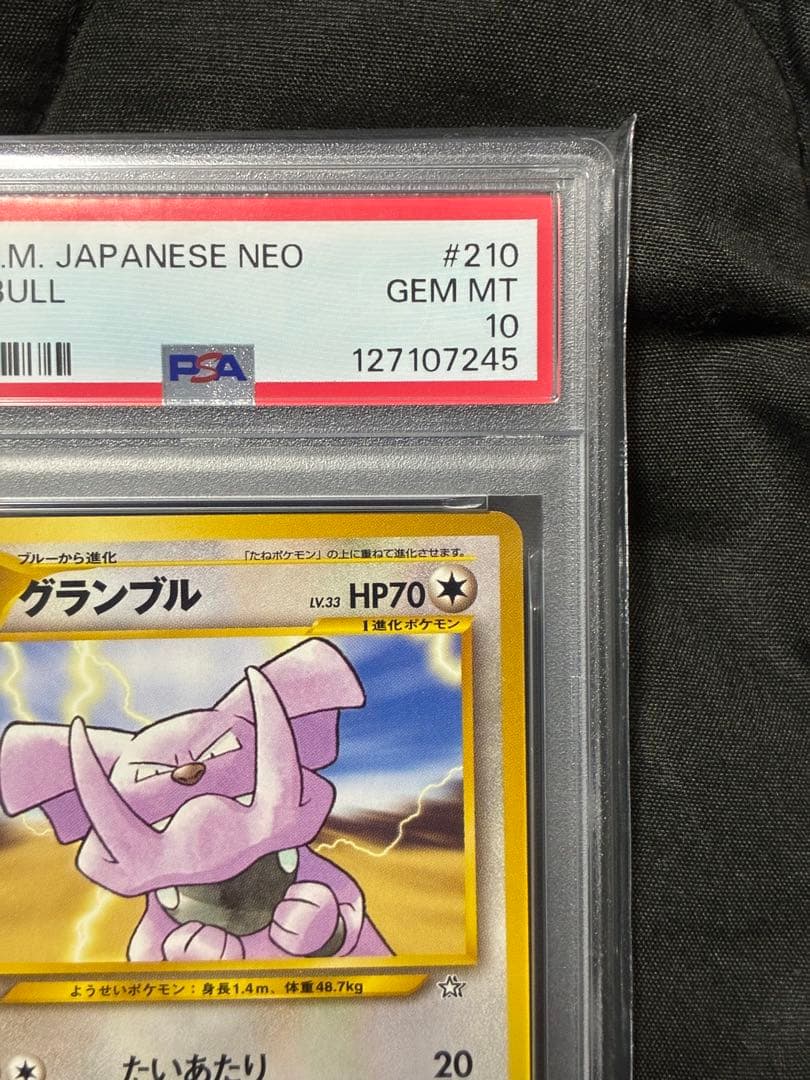 .M. JAPANESE NEO #210
BULL GEM MT
10
PSA 127107245
ブルーから進化 「たねポケモン」の上に重ねて進化させます。
グランブル LV.33 HP70
1進化ポケモン
ようせいポケモン：身長1.4m、体重48.7kg
たいあたり 20